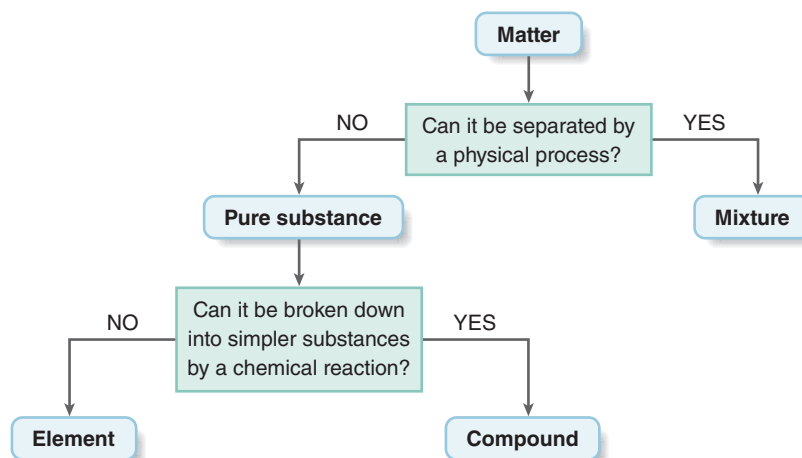 Matter
NO
Can it be separated by
a physical process?
YES
Pure substance
Mixture
NO
Can it be broken down
into simpler substances
by a chemical reaction?
YES
Element
Compound